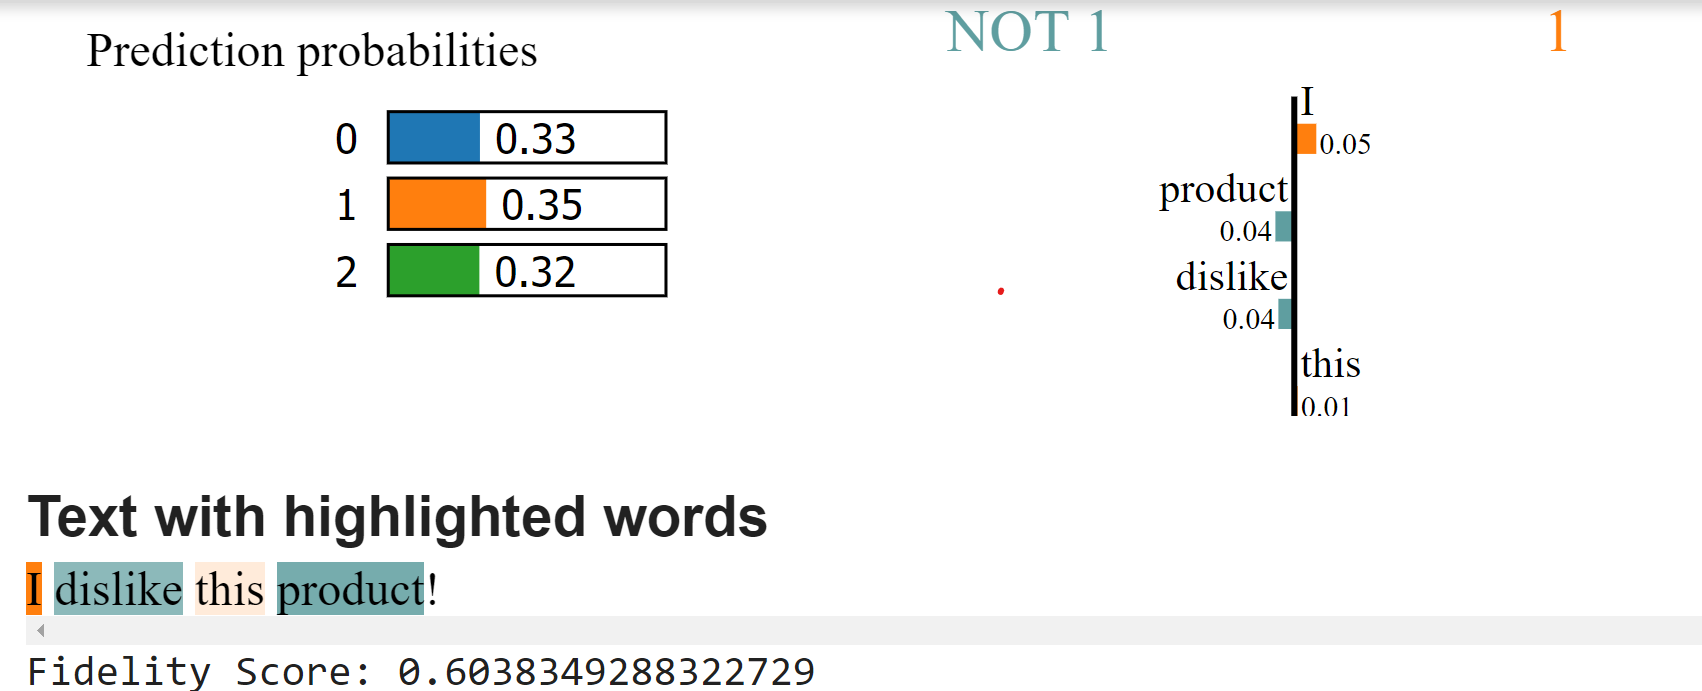 Prediction probabilities
0 0.33
1 0.35
2 0.32
NOT 1 1
I
0.05
product
0.04
dislike
0.04
this
0.01
Text with highlighted words
I dislike this product!
Fidelity Score: 0.6038349288322729